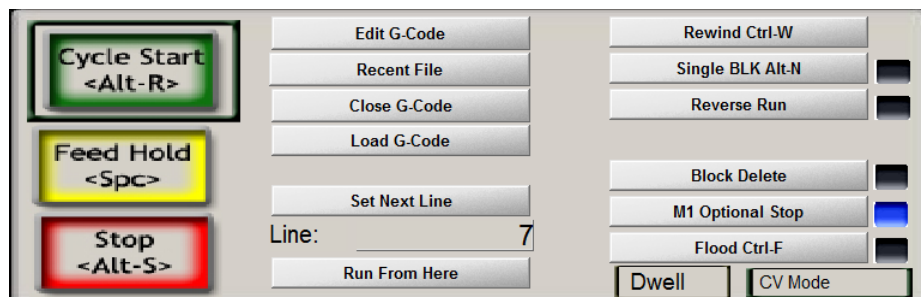 Cycle Start
<Alt-R>
Feed Hold
<Spc>
Stop
<Alt-S>
Edit G-Code
Recent File
Close G-Code
Load G-Code
Set Next Line
Line: 7
Run From Here
Rewind Ctrl-W
Single BLK Alt-N
Reverse Run
Block Delete
M1 Optional Stop
Flood Ctrl-F
Dwell
CV Mode